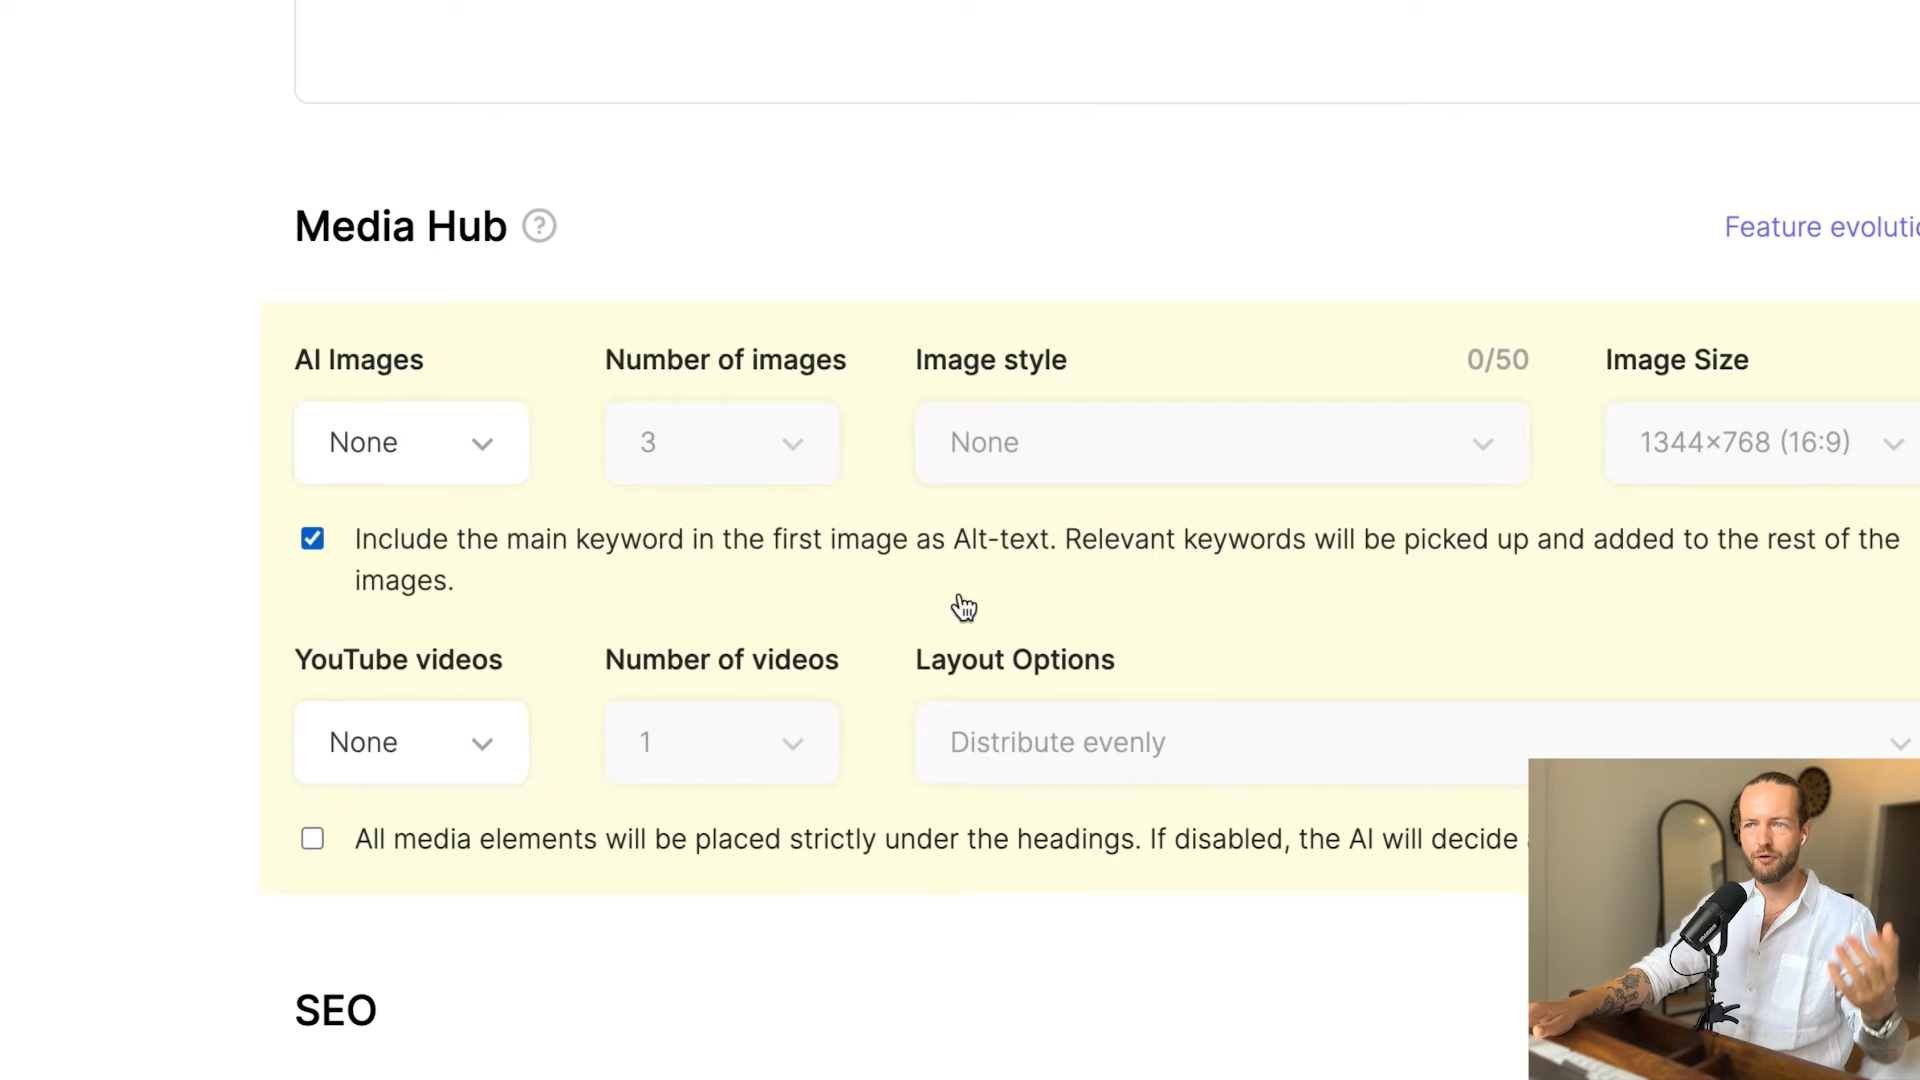 Media Hub ?
Feature evolutio
AI Images
Number of images
Image style
0/50
Image Size
None
3
None
1344×768 (16:9)
Include the main keyword in the first image as Alt-text. Relevant keywords will be picked up and added to the rest of the
images.
YouTube videos
Number of videos
Layout Options
None
1
Distribute evenly
All media elements will be placed strictly under the headings. If disabled, the AI will decide
SEO